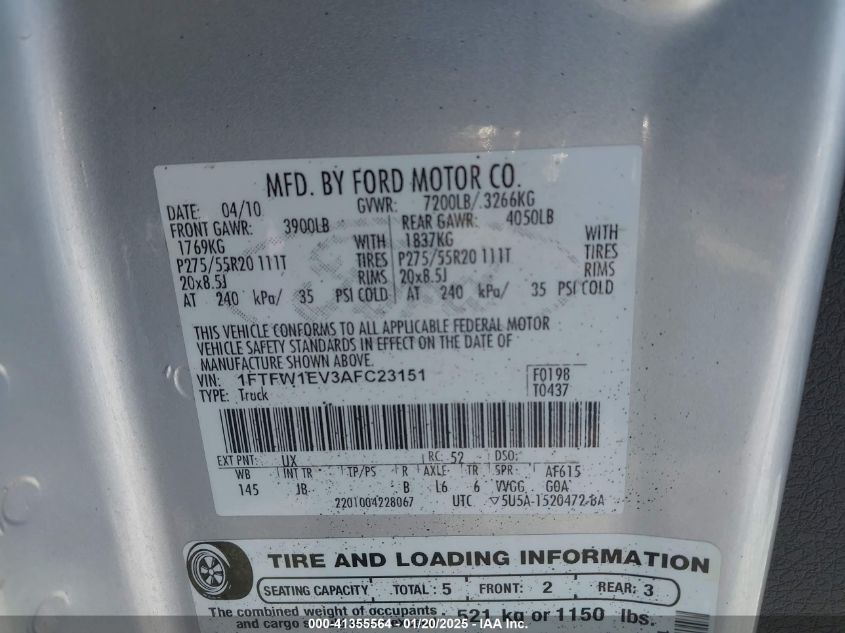 MFD. BY FORD MOTOR CO.
DATE: 04/10 GVWR: 7200LB/ 3266KG
FRONT GAWR: 3900LB REAR GAWR: 4050LB
1769KG WITH 1837KG WITH
P275/55R20 111T TIRES P275/55R20 111T TIRES
20x8.5J RIMS 20x8.5J RIMS
AT 240 kPa/ 35 PSI COLD AT 240 kPa/ 35 PSI COLD
THIS VEHICLE CONFORMS TO ALL APPLICABLE FEDERAL MOTOR
VEHICLE SAFETY STANDARDS IN EFFECT ON THE DATE OF
MANUFACTURE SHOWN ABOVE.
VIN: 1FTFW1EV3AFC23151 F0198
TYPE: Truck T0437
EXT PNT: UX RC: 52 DSO:
WB INT TR TP/PS R AXLE TR SPR AF615
145 JB B L6 6 VVGG G0A
2201004228067 UTC ▽5U5A-1520472-BA
TIRE AND LOADING INFORMATION
SEATING CAPACITY TOTAL: 5 FRONT: 2 REAR: 3
The combined weight of occupants 521 kg or 1150 lbs.
and cargo
000-41355564 - 01/20/2025 - IAAI.COM